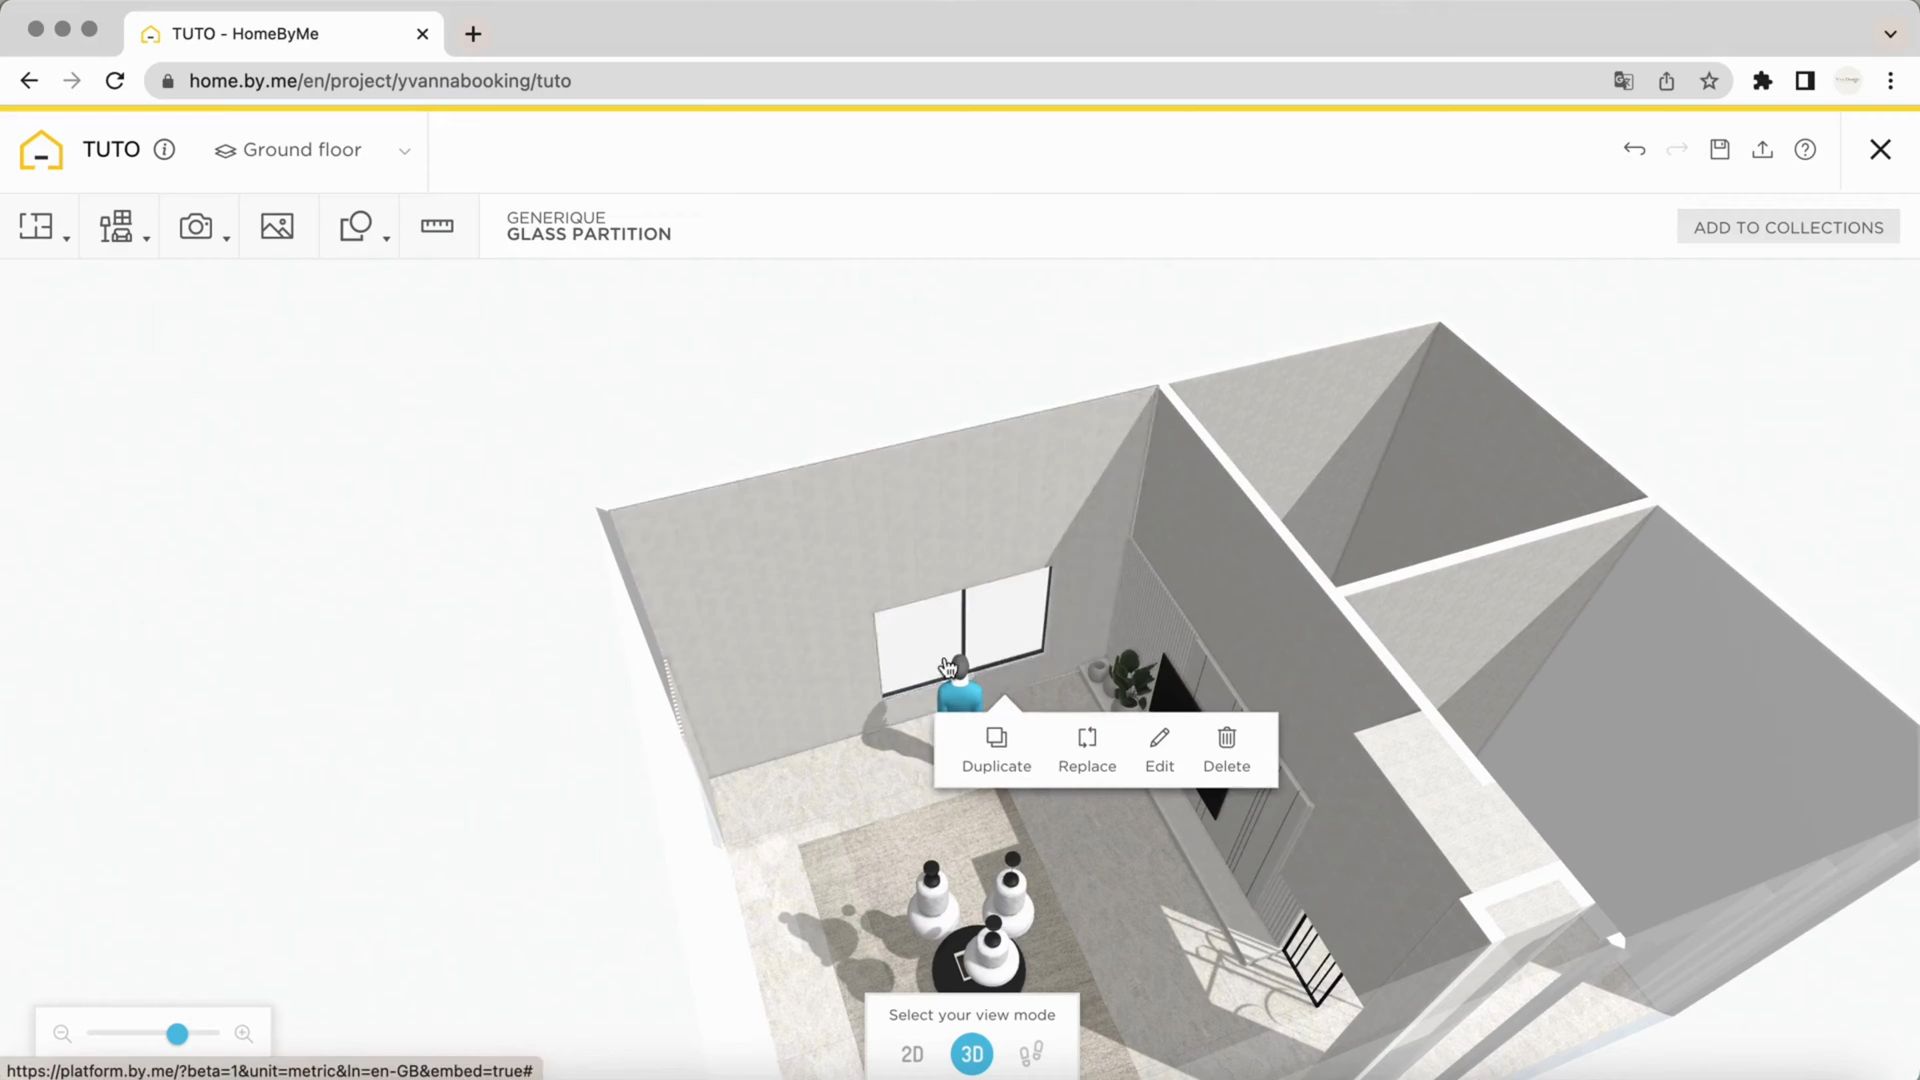 TUTO - HomeByMe
home.by.me/en/project/yvannabooking/tuto
TUTO
Ground floor
GENERIQUE
GLASS PARTITION
ADD TO COLLECTIONS
Duplicate
Replace
Edit
Delete
Select your view mode
2D
3D
https://platform.by.me/?beta=1&unit=metric&ln=en-GB&embed=true#